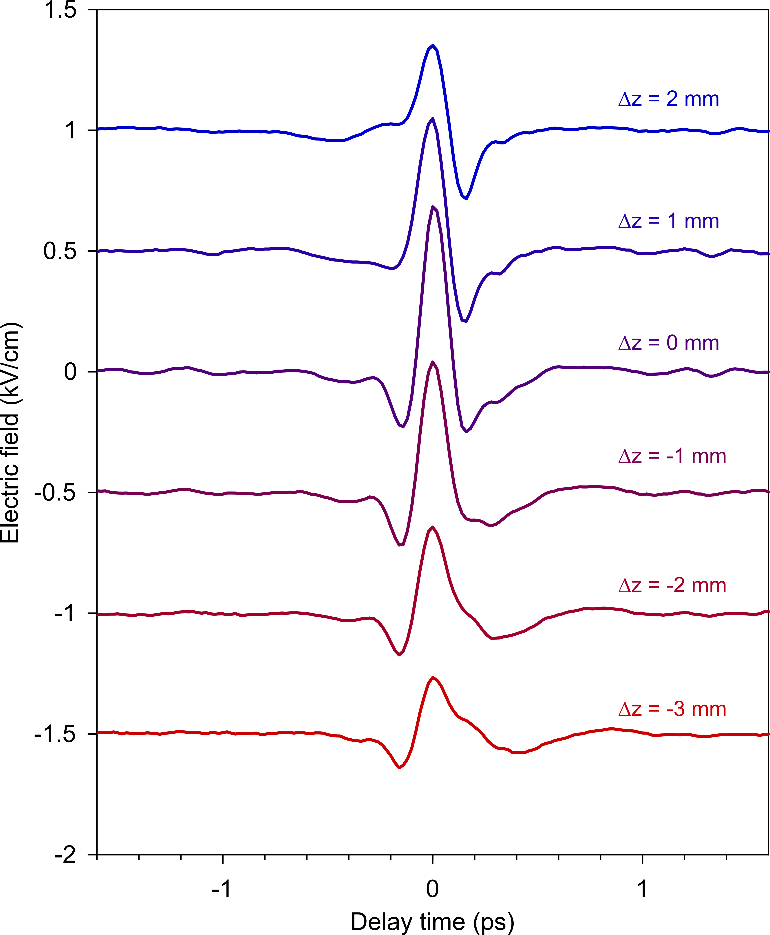 1.5
Δz = 2 mm
1
Δz = 1 mm
0.5
Δz = 0 mm
0
Δz = -1 mm
-0.5
Δz = -2 mm
-1
Δz = -3 mm
-1.5
-2
-1
0
1
Electric field (kV/cm)
Delay time (ps)